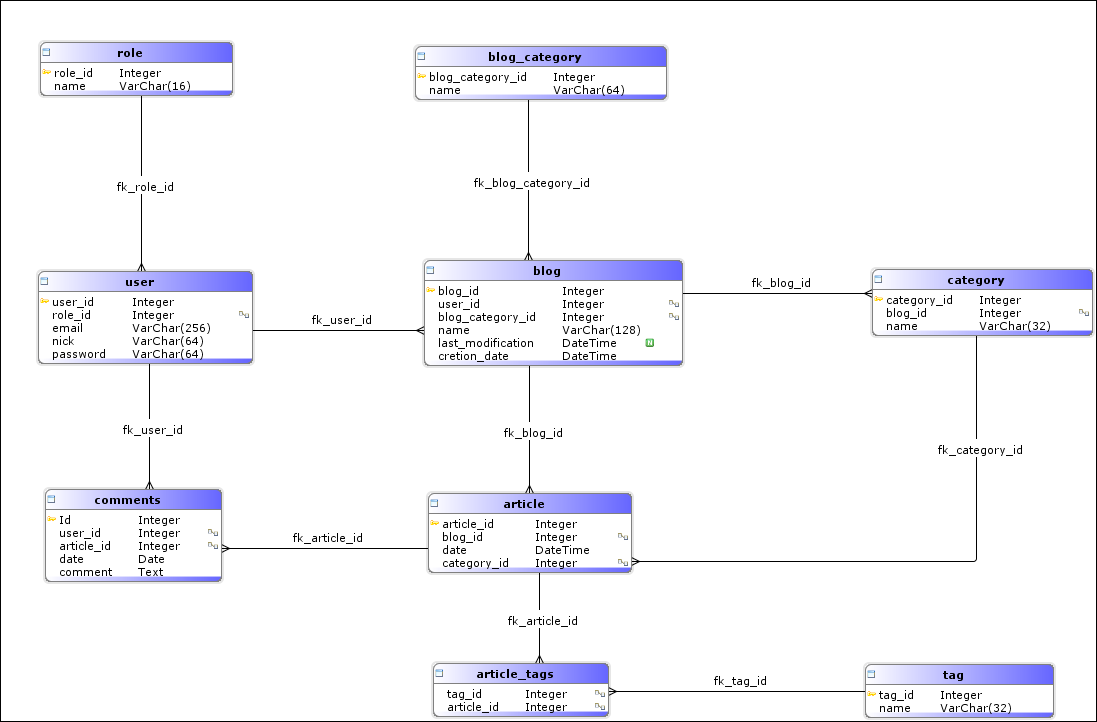 role
role_id Integer
name VarChar(16)
blog_category
blog_category_id Integer
name VarChar(64)
fk_role_id
fk_blog_category_id
user
user_id Integer
role_id Integer
email VarChar(256)
nick VarChar(64)
password VarChar(64)
fk_user_id
blog
blog_id Integer
user_id Integer
blog_category_id Integer
name VarChar(128)
last_modification DateTime N
cretion_date DateTime
fk_blog_id
category
category_id Integer
blog_id Integer
name VarChar(32)
fk_user_id
fk_blog_id
fk_category_id
comments
Id Integer
user_id Integer
article_id Integer
date Date
comment Text
fk_article_id
article
article_id Integer
blog_id Integer
date DateTime
category_id Integer
fk_article_id
article_tags
tag_id Integer
article_id Integer
fk_tag_id
tag
tag_id Integer
name VarChar(32)